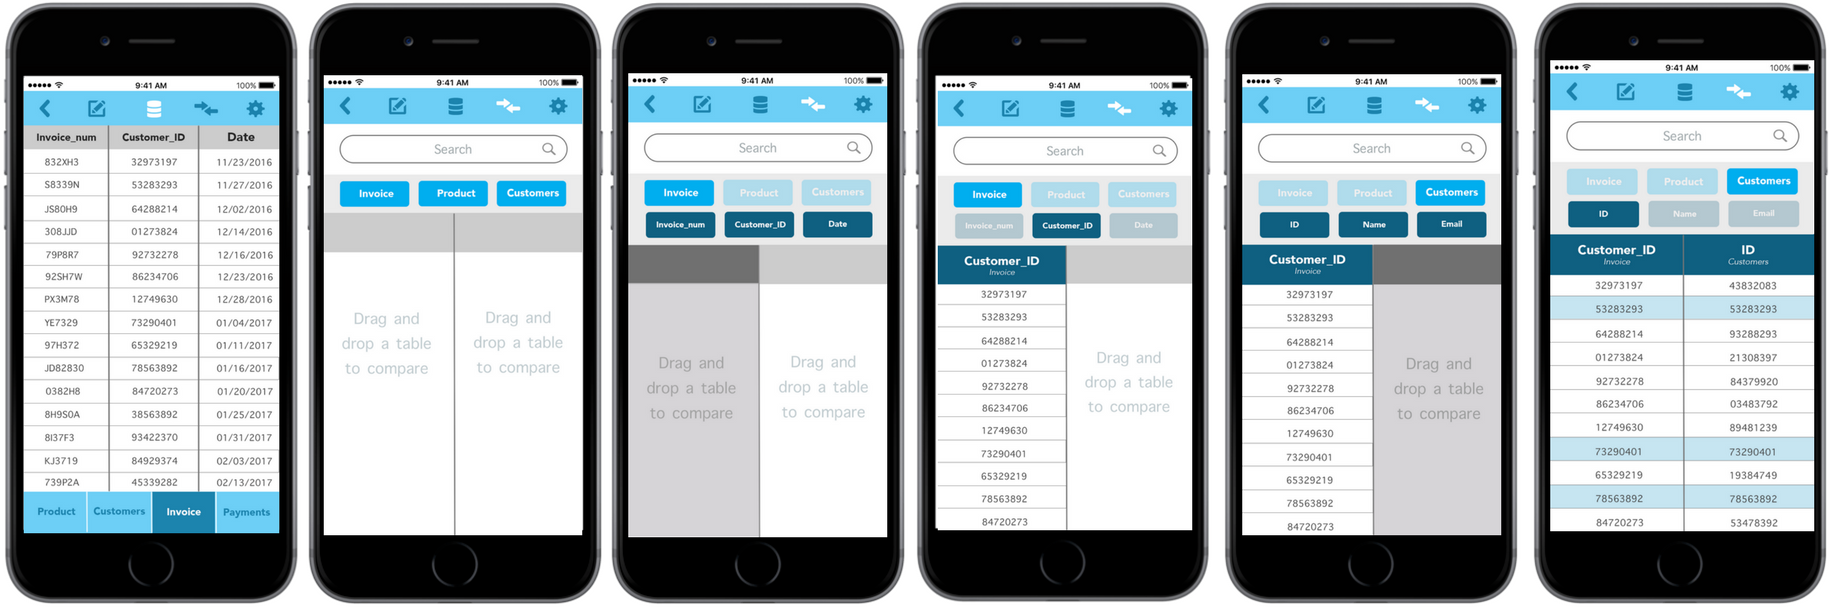 9:41 AM 100%
Invoice_num Customer_ID Date
832XH3 32973197 11/23/2016
S8339N 53283293 11/27/2016
JS80H9 64288214 12/02/2016
308JJD 01273824 12/14/2016
79P8R7 92732278 12/16/2016
92SH7W 86234706 12/23/2016
PX3M78 12749630 12/28/2016
YE7329 73290401 01/04/2017
97H372 65329219 01/11/2017
JD82830 78563892 01/16/2017
0382H8 84720273 01/20/2017
8H9S0A 38563892 01/25/2017
8I37F3 93422370 01/31/2017
KJ3719 84929374 02/03/2017
739P2A 45339282 02/13/2017
Product Customers Invoice Payments
9:41 AM 100%
Search
Invoice Product Customers
Drag and
drop a table
to compare
Drag and
drop a table
to compare
9:41 AM 100%
Search
Invoice Product Customers
Invoice_num Customer_ID Date
Drag and
drop a table
to compare
Drag and
drop a table
to compare
9:41 AM 100%
Search
Invoice Product Customers
Invoice_num Customer_ID Date
Customer_ID
Invoice
32973197
53283293
64288214
01273824
92732278
86234706
12749630
73290401
65329219
78563892
84720273
Drag and
drop a table
to compare
9:41 AM 100%
Search
Invoice Product Customers
ID Name Email
Customer_ID
Invoice
32973197
53283293
64288214
01273824
92732278
86234706
12749630
73290401
65329219
78563892
84720273
Drag and
drop a table
to compare
9:41 AM 100%
Search
Invoice Product Customers
ID Name Email
Customer_ID ID
Invoice Customers
32973197 43832083
53283293 53283293
64288214 93288293
01273824 21308397
92732278 84379920
86234706 03483792
12749630 89481239
73290401 73290401
65329219 19384749
78563892 78563892
84720273 53478392